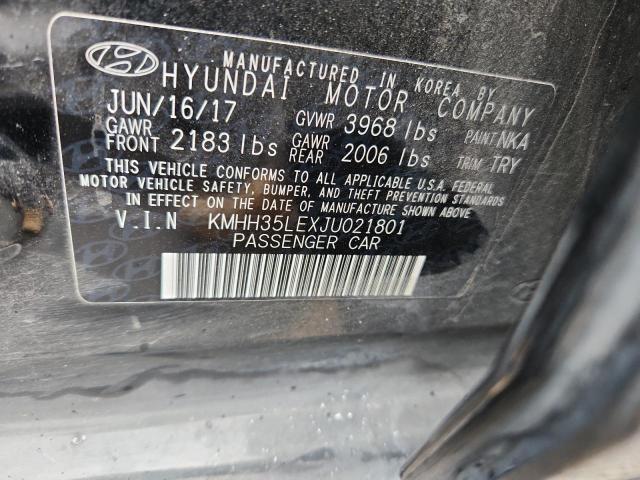 MANUFACTURED IN KOREA BY
HYUNDAI MOTOR COMPANY
JUN/16/17 GVWR 3968 lbs PAINT NKA
GAWR FRONT 2183 lbs GAWR REAR 2006 lbs TRIM TRY
THIS VEHICLE CONFORMS TO ALL APPLICABLE U.S.A. FEDERAL
MOTOR VEHICLE SAFETY, BUMPER, AND THEFT PREVENTION STANDARDS
IN EFFECT ON THE DATE OF MANUFACTURE SHOWN ABOVE
V.I.N KMHH35LEXJU021801
PASSENGER CAR